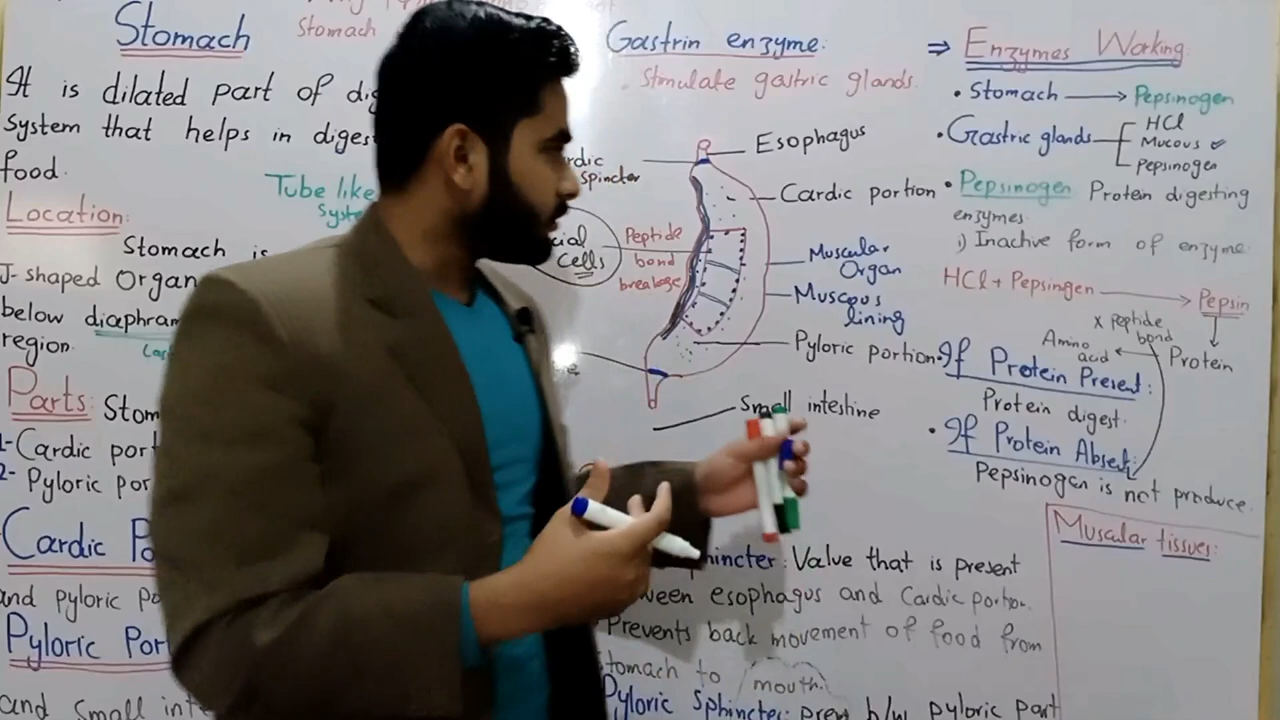 Stomach
Stomach
It is dilated part of dig
System that helps in digest
food.
Tube like
Syste
Location:
Stomach is
J-shaped Organ
below diaphram
region.
Parts: Stom
1-Cardic port
2- Pyloric por
Cardic Po
and pyloric po
Pyloric Por
and small int
Gastrin enzyme:
Stimulate gastric glands.
Esophagus
rdic
spincter
Cardic portion
cial
Cells
Peptide
bond
breakage
Muscular
Organ
Muscous
lining
Pyloric portion
Small intestine
phincter: Value that is present
ween esophagus and Cardic portion.
Prevents back movement of food from
tomach to mouth.
Pyloric Sphincter: pren b/w pyloric part
⇒ Enzymes Working
• Stomach → Pepsinogen
• Gastric glands
HCl
Mucous
Pepsinogen
• Pepsinogen Protein digesting
enzymes
i) Inactive form of enzyme
HCl + Pepsingen → Pepsin
x peptide
bond
Amino
acid
Protein
• If Protein Present:
Protein digest.
• If Protein Absent:
Pepsinogen is not produce.
Muscular tissues: